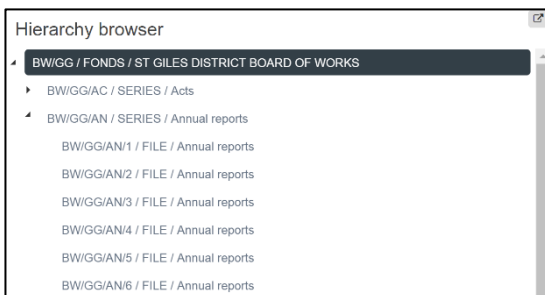 Hierarchy browser
BW/GG / FONDS / ST GILES DISTRICT BOARD OF WORKS
BW/GG/AC / SERIES / Acts
BW/GG/AN / SERIES / Annual reports
BW/GG/AN/1 / FILE / Annual reports
BW/GG/AN/2 / FILE / Annual reports
BW/GG/AN/3 / FILE / Annual reports
BW/GG/AN/4 / FILE / Annual reports
BW/GG/AN/5 / FILE / Annual reports
BW/GG/AN/6 / FILE / Annual reports